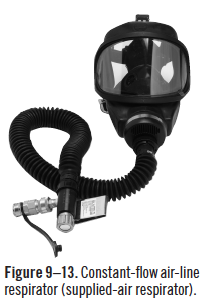 Figure 9–13. Constant-flow air-line
respirator (supplied-air respirator).